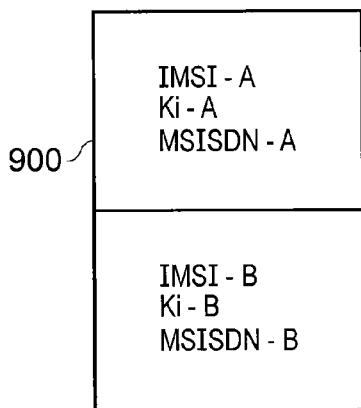 IMSI - A
Ki - A
MSISDN - A
900
IMSI - B
Ki - B
MSISDN - B